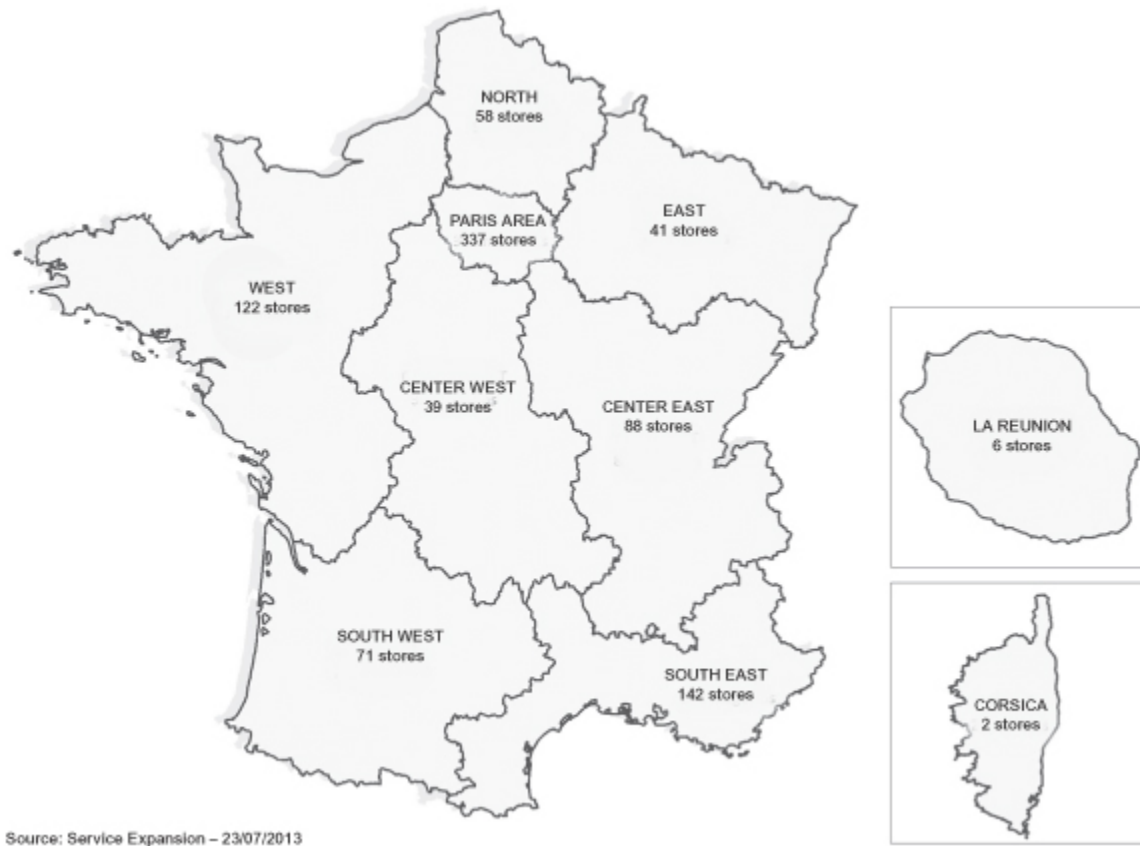 NORTH
58 stores
PARIS AREA
337 stores
EAST
41 stores
WEST
122 stores
CENTER WEST
39 stores
CENTER EAST
88 stores
LA REUNION
6 stores
SOUTH WEST
71 stores
SOUTH EAST
142 stores
CORSICA
2 stores
Source: Service Expansion – 23/07/2013